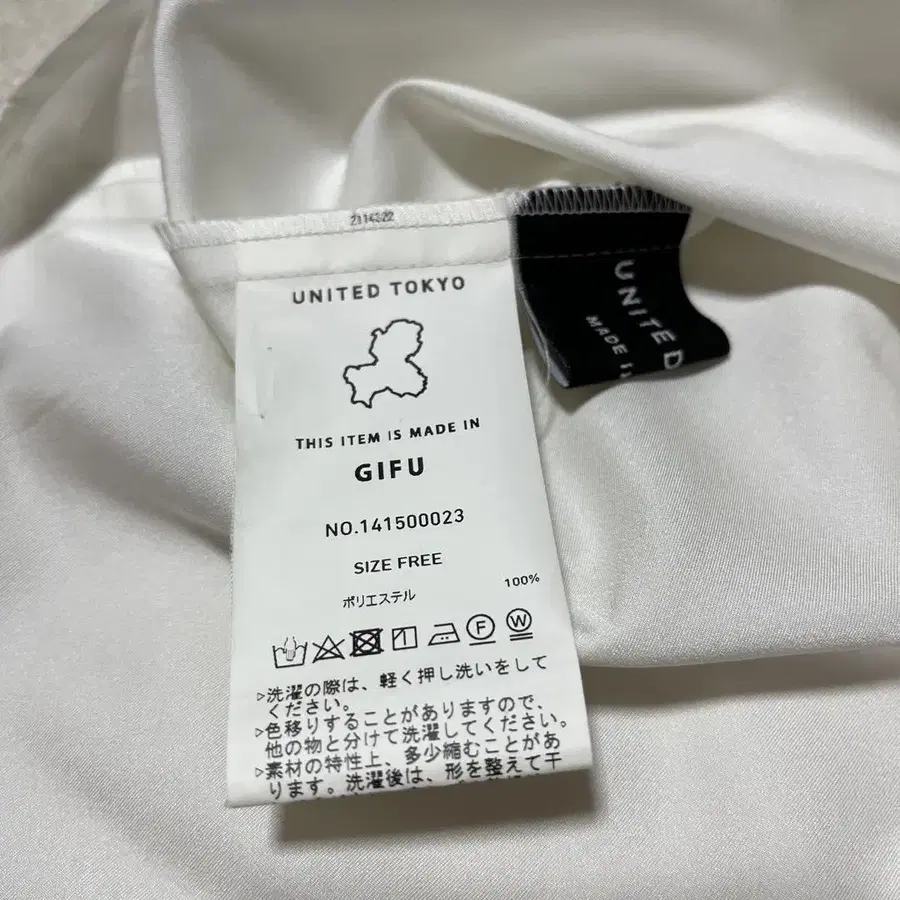 2114322
UNITED TOKYO
THIS ITEM IS MADE IN
GIFU
NO.141500023
SIZE FREE
ポリエステル 100%
F W
▷洗濯の際は、軽く押し洗いをして
ください。
▷色移りすることがありますので、
他の物と分けて洗濯してください。
▷素材の特性上、多少縮むことがあ
ります。洗濯後は、形を整えて干
UNITED
MADE I